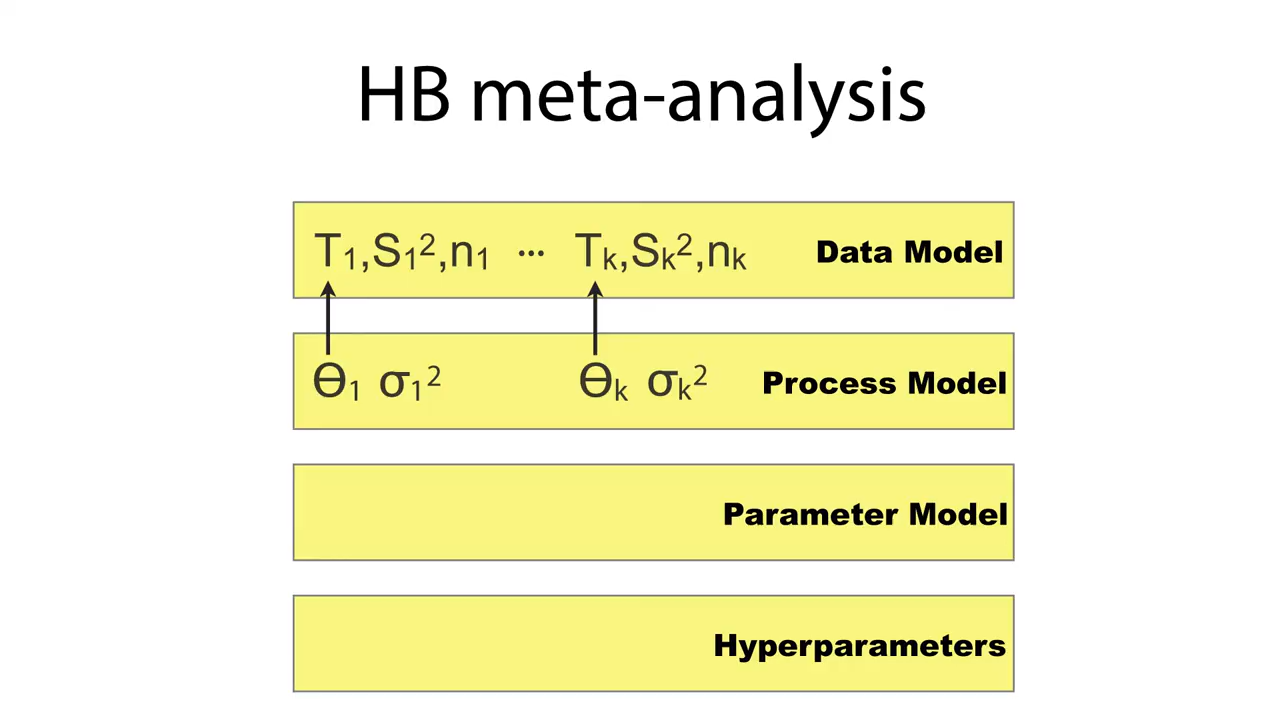 HB meta-analysis
T₁,S₁²,n₁ ... Tₖ,Sₖ²,nₖ Data Model
Θ₁ σ₁² Θₖ σₖ² Process Model
Parameter Model
Hyperparameters